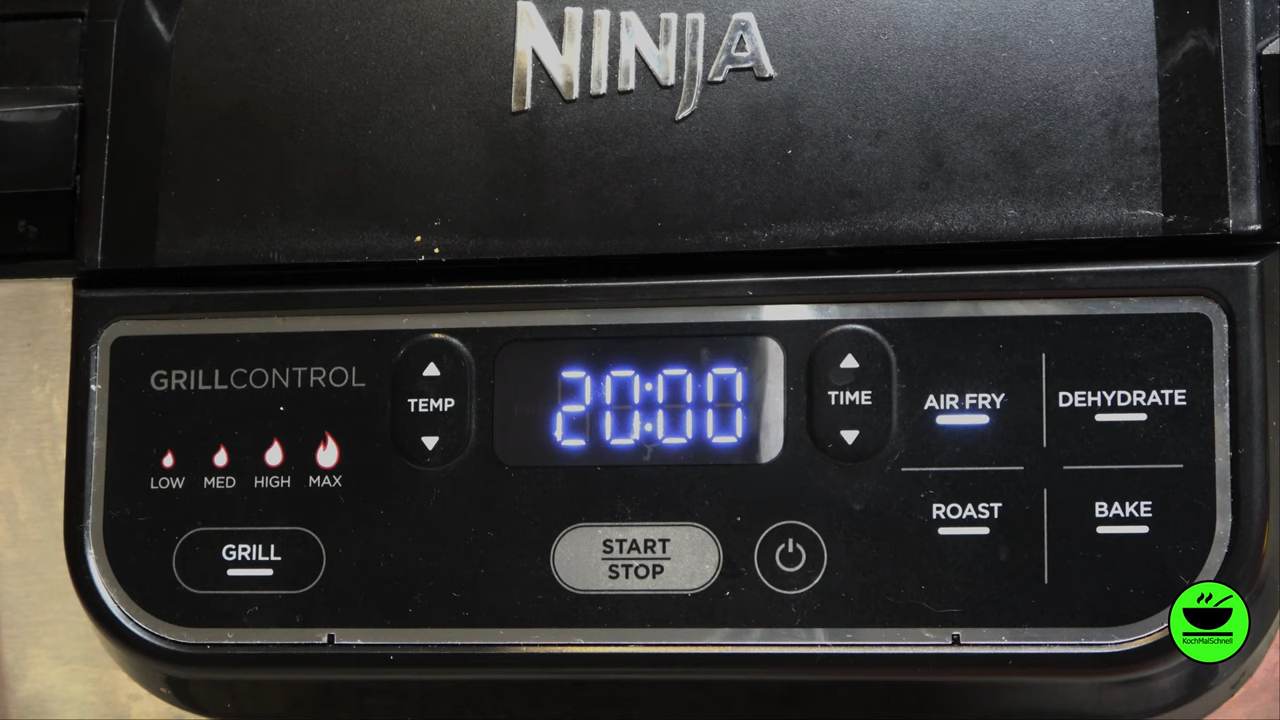 NINJA
GRILLCONTROL
TEMP
20:00
TIME
AIR FRY
DEHYDRATE
LOW
MED
HIGH
MAX
ROAST
BAKE
GRILL
START
STOP
KochMalSchnell